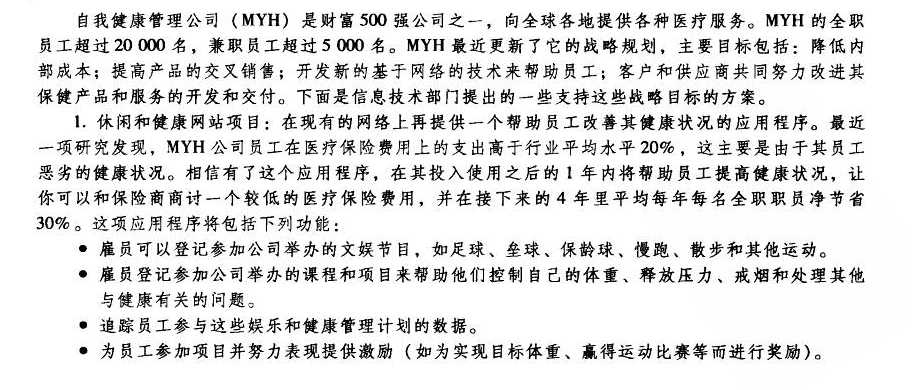 自我健康管理公司（MYH）是财富500强公司之一，向全球各地提供各种医疗服务。MYH的全职
员工超过20 000名，兼职员工超过5 000名。MYH最近更新了它的战略规划，主要目标包括：降低内
部成本；提高产品的交叉销售；开发新的基于网络的技术来帮助员工；客户和供应商共同努力改进其
保健产品和服务的开发和交付。下面是信息技术部门提出的一些支持这些战略目标的方案。
1. 休闲和健康网站项目：在现有的网络上再提供一个帮助员工改善其健康状况的应用程序。最近
一项研究发现，MYH公司员工在医疗保险费用上的支出高于行业平均水平20%，这主要是由于其员工
恶劣的健康状况。相信有了这个应用程序，在其投入使用之后的1年内将帮助员工提高健康状况，让
你可以和保险商商讨一个较低的医疗保险费用，并在接下来的4年里平均每年每名全职职员净节省
30%。这项应用程序将包括下列功能：
● 雇员可以登记参加公司举办的文娱节目，如足球、垒球、保龄球、慢跑、散步和其他运动。
● 雇员登记参加公司举办的课程和项目来帮助他们控制自己的体重、释放压力、戒烟和处理其他
与健康有关的问题。
● 追踪员工参与这些娱乐和健康管理计划的数据。
● 为员工参加项目并努力表现提供激励（如为实现目标体重、赢得运动比赛等而进行奖励）。